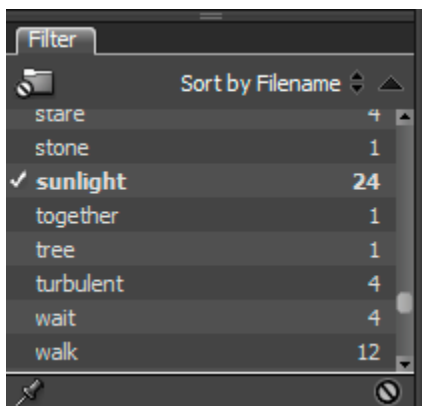 Filter
Sort by Filename
stare 4
stone 1
sunlight 24
together 1
tree 1
turbulent 4
wait 4
walk 12